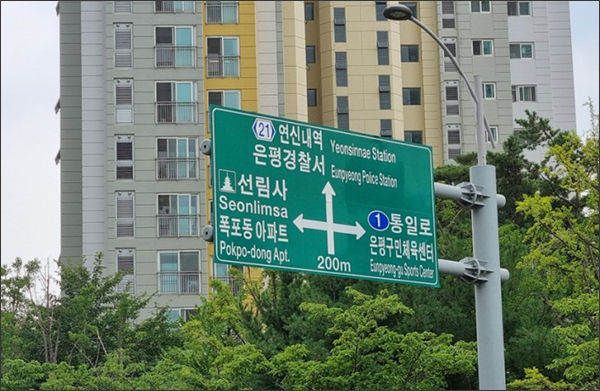 21 연신내역 Yeonsinnae Station
은평경찰서 Eunpyeong Police Station
선림사
Seonlimsa
폭포동 아파트
Pokpo-dong Apt.
1 통일로
은평구민체육센터
Eunpyeong-gu Sports Center
200m